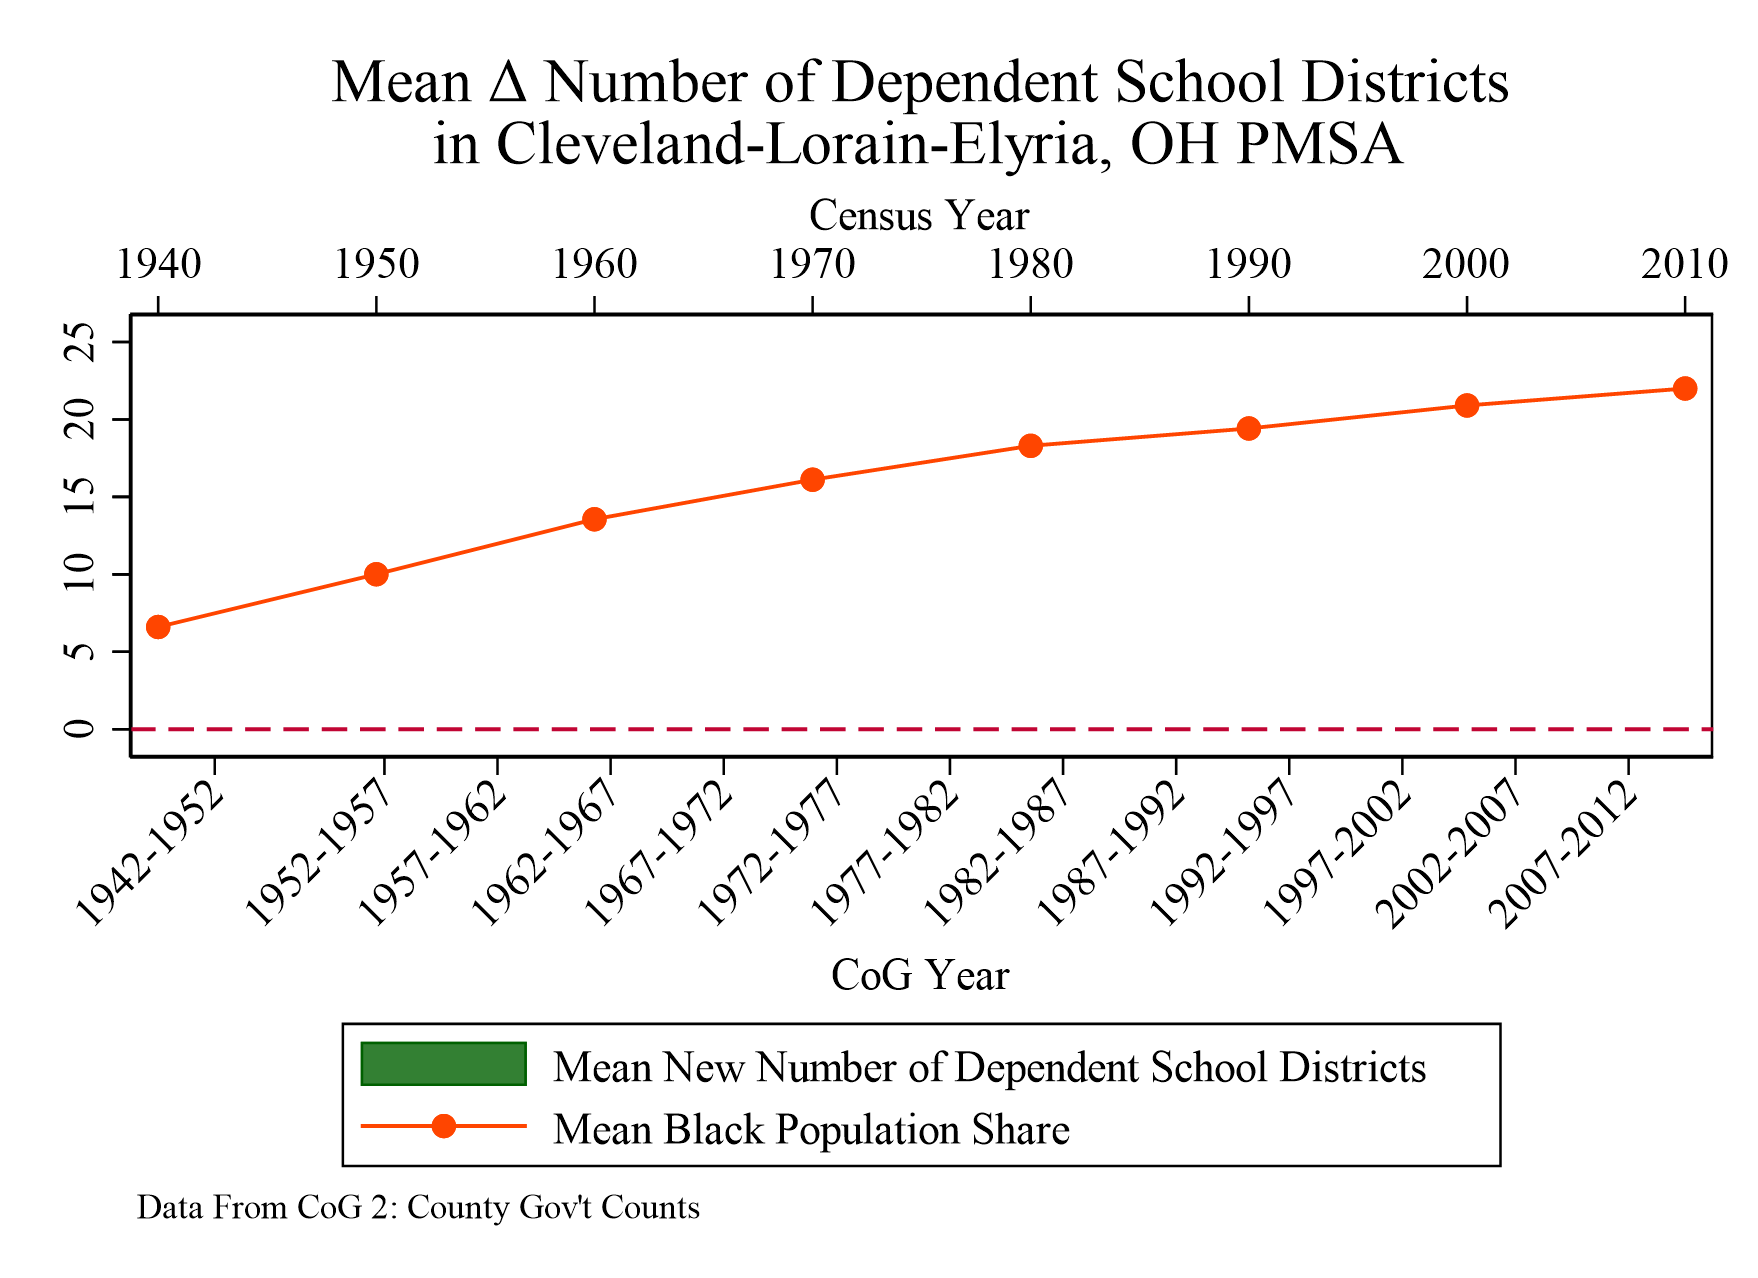 Mean Δ Number of Dependent School Districts
in Cleveland-Lorain-Elyria, OH PMSA
Census Year
1940 1950 1960 1970 1980 1990 2000 2010
25
20
15
10
5
0
1942-1952 1952-1957 1957-1962 1962-1967 1967-1972 1972-1977 1977-1982 1982-1987 1987-1992 1992-1997 1997-2002 2002-2007 2007-2012
CoG Year
Mean New Number of Dependent School Districts
Mean Black Population Share
Data From CoG 2: County Gov't Counts